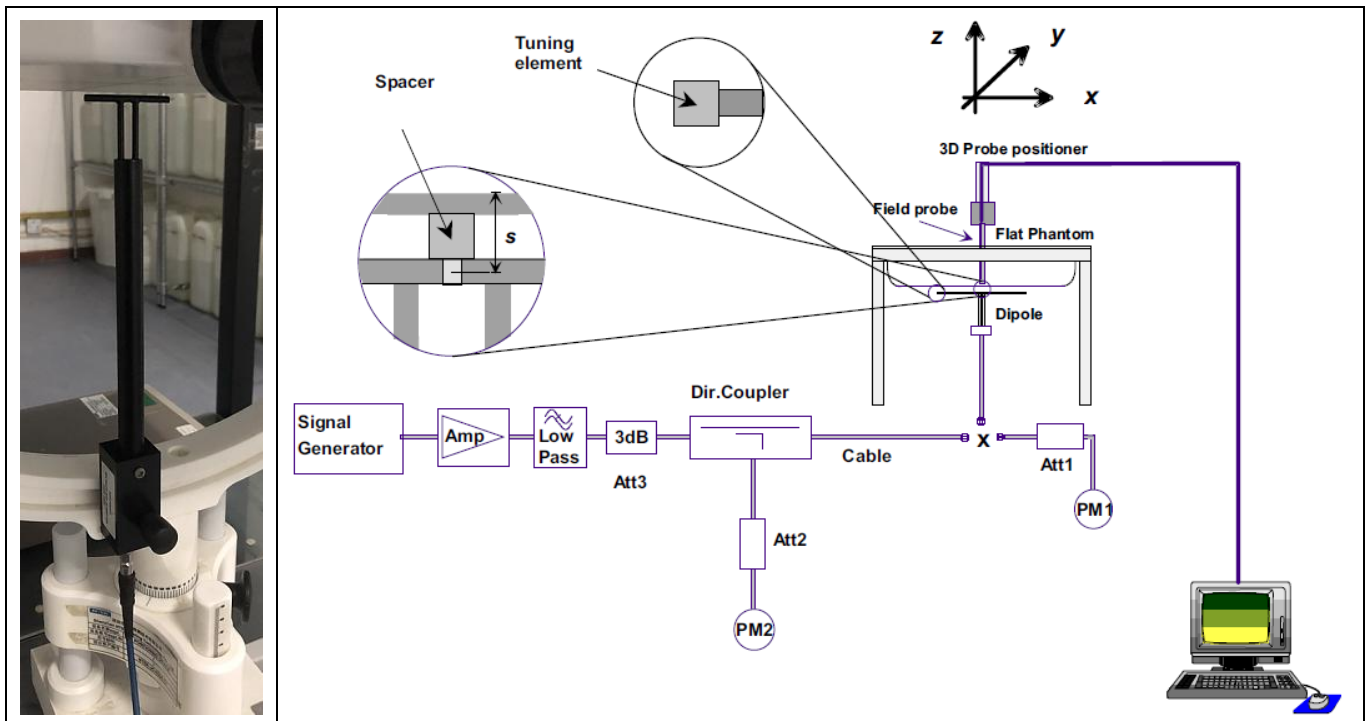 Tuning
element
Spacer
s
z
y
x
3D Probe positioner
Field probe
Flat Phantom
Dipole
Dir.Coupler
Signal
Generator
Amp
Low
Pass
3dB
Att3
Cable
x
Att1
PM1
Att2
PM2